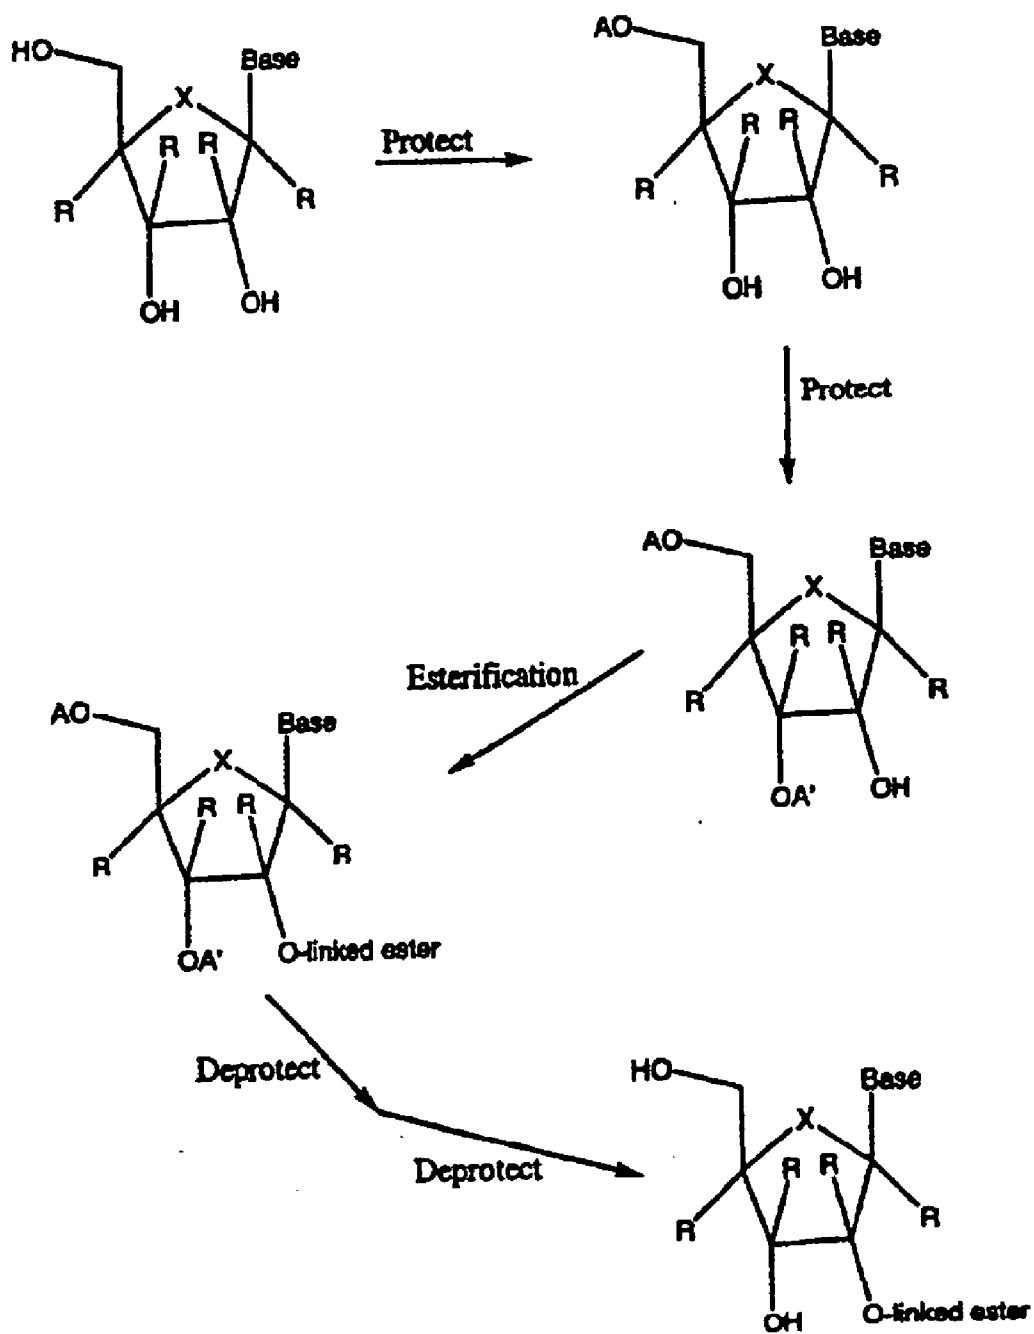 HO
Base
X
R
R
R
R
OH
OH
Protect
AO
Base
X
R
R
R
R
OH
OH
Protect
AO
Base
X
R
R
R
R
OA'
OH
Esterification
AO
Base
X
R
R
R
R
OA'
O-linked ester
Deprotect
Deprotect
HO
Base
X
R
R
R
R
OH
O-linked ester